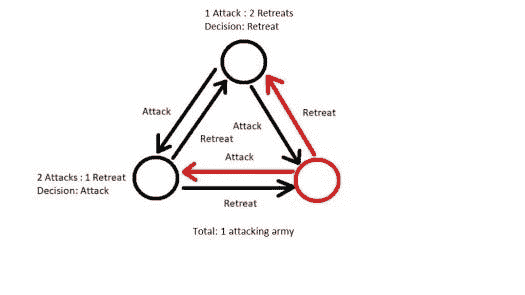 1 Attack : 2 Retreats
Decision: Retreat
Attack
Retreat
Attack
Retreat
Attack
2 Attacks : 1 Retreat
Decision: Attack
Retreat
Total: 1 attacking army